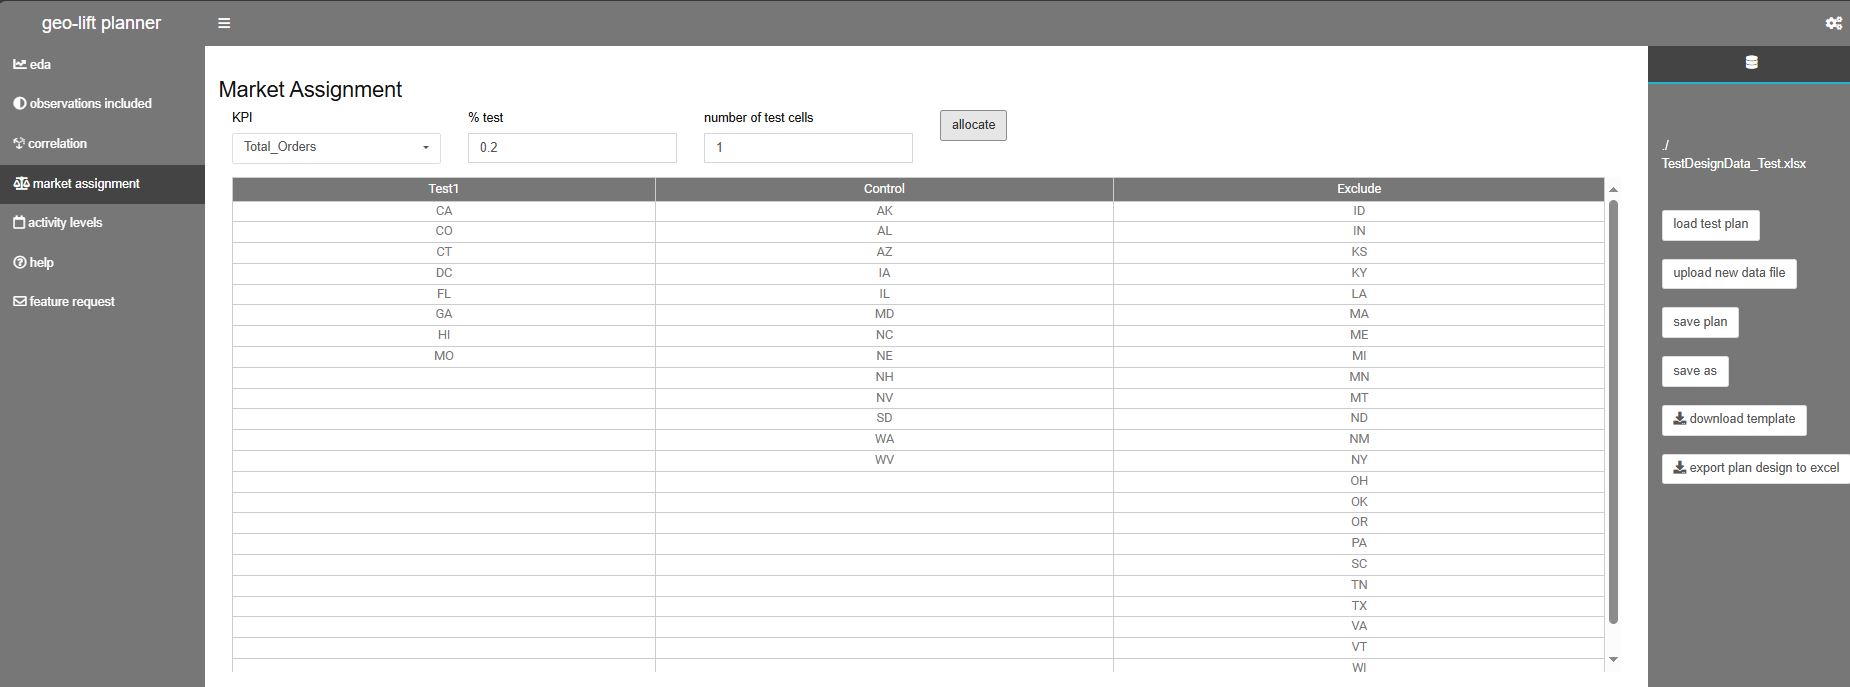 geo-lift planner
eda
observations included
correlation
market assignment
activity levels
help
feature request
Market Assignment
KPI % test number of test cells allocate
Total_Orders 0.2 1
Test1 Control Exclude
CA AK ID
CO AL IN
CT AZ KS
DC IA KY
FL IL LA
GA MD MA
HI NC ME
MO NE MI
NH MN
NV MT
SD ND
WA NM
WV NY
OH
OK
OR
PA
SC
TN
TX
VA
VT
WI
./
TestDesignData_Test.xlsx
load test plan
upload new data file
save plan
save as
download template
export plan design to excel